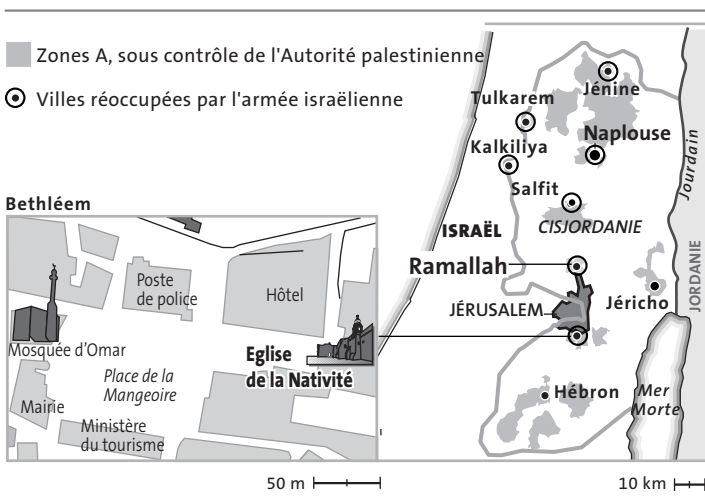 Zones A, sous contrôle de l'Autorité palestinienne
Villes réoccupées par l'armée israëlienne
Jénine
Tulkarem
Naplouse
Kalkiliya
Salfit
Jourdain
ISRAËL
CISJORDANIE
Ramallah
JÉRUSALEM
Jéricho
JORDANIE
Hébron
Mer
Morte
Bethléem
Poste
de police
Hôtel
Mosquée d'Omar
Eglise
de la Nativité
Place de la
Mangeoire
Mairie
Ministère
du tourisme
50 m
10 km